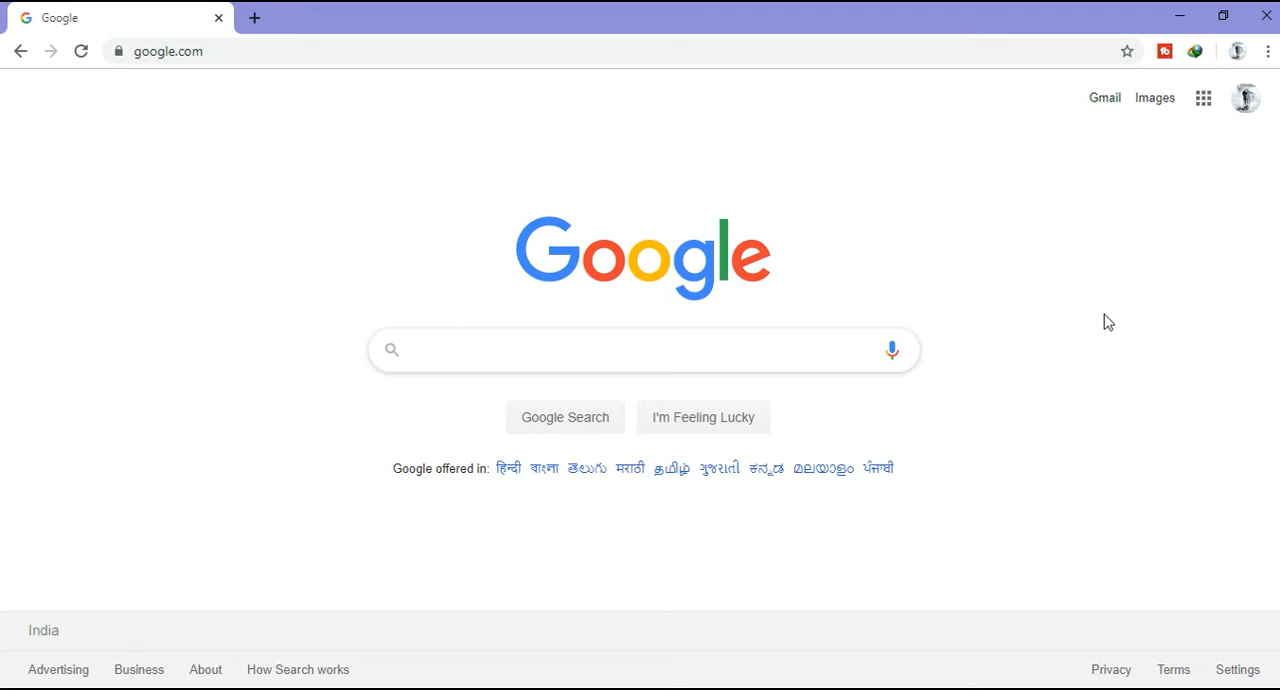 Google
google.com
Gmail Images
Google
Google Search I'm Feeling Lucky
Google offered in: हिन्दी বাংলা తెలుగు मराठी தமிழ் ગુજરાતી ಕನ್ನಡ മലയാളം ਪੰਜਾਬੀ
India
Advertising Business About How Search works Privacy Terms Settings